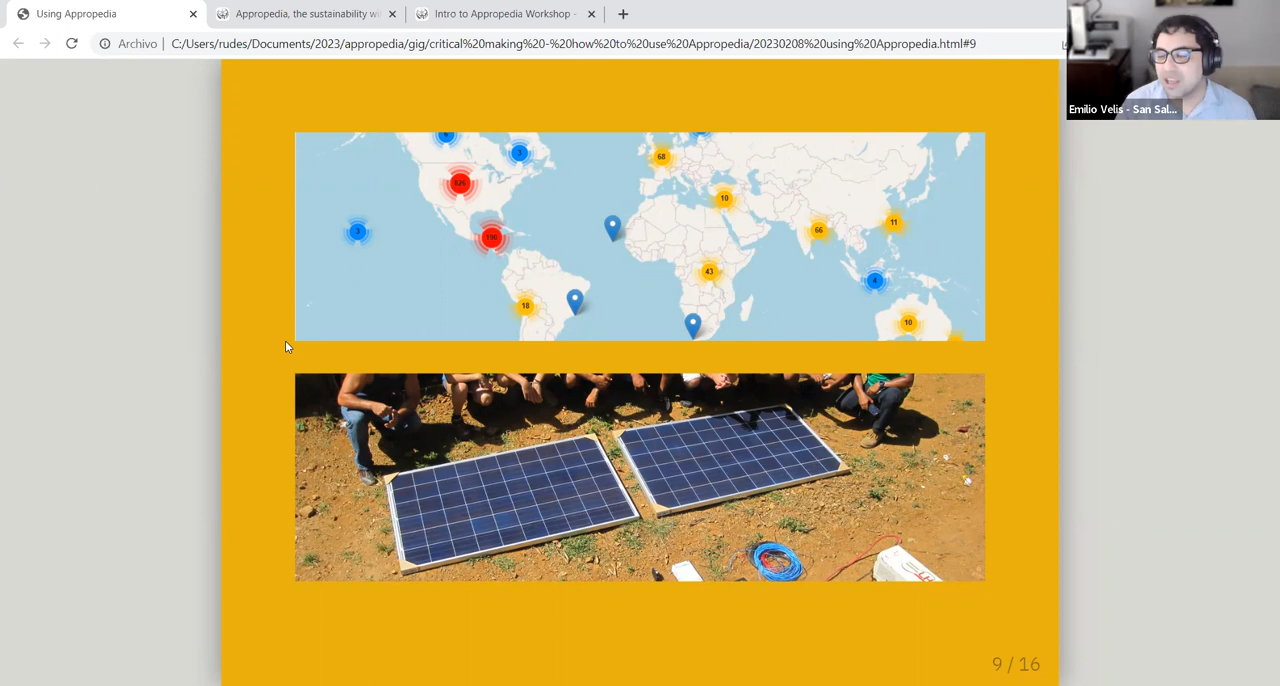 Using Appropedia
Appropedia, the sustainability wi
Intro to Appropedia Workshop -
Archivo
C:/Users/rudes/Documents/2023/appropedia/gig/critical%20making%20-%20how%20to%20use%20Appropedia/20230208%20using%20Appropedia.html#9
Emilio Velis - San Sal...
3
68
10
3
66
11
43
4
18
10
9 / 16